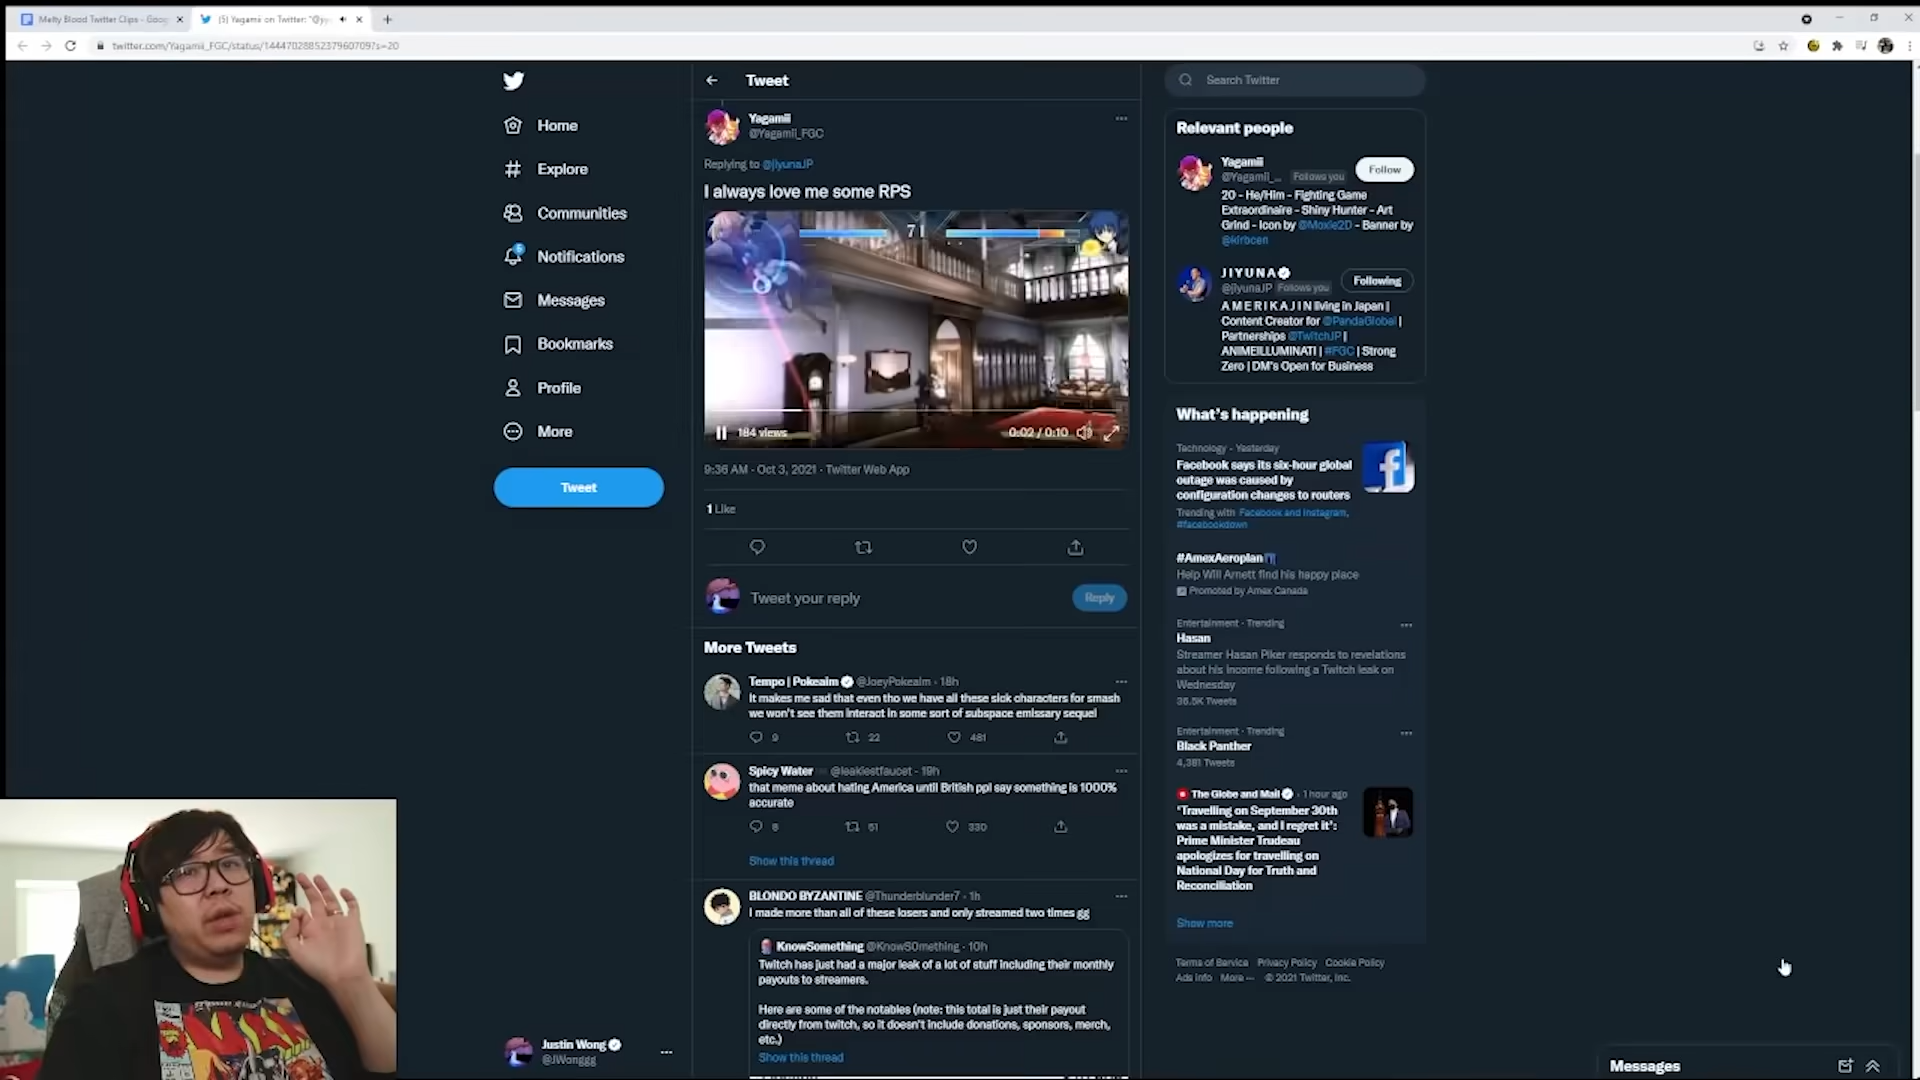 Melty Blood Twitter Clips - Goog
(5) Yagamii on Twitter: "@jiy
twitter.com/Yagamii_FGC/status/1444702885237960709?s=20
Home
Explore
Communities
Notifications
Messages
Bookmarks
Profile
More
Tweet
Justin Wong
@JWonggg
Tweet
Yagamii
@Yagamii_FGC
Replying to @jiyunaJP
I always love me some RPS
71
184 views
0:02 / 0:10
9:36 AM · Oct 3, 2021 · Twitter Web App
1 Like
Tweet your reply
Reply
More Tweets
Tempo | Pokeaim @JoeyPokeaim · 18h
It makes me sad that even tho we have all these sick characters for smash
we won't see them interact in some sort of subspace emissary sequel
9 22 481
Spicy Water @leakiestfaucet · 19h
that meme about hating America until British ppl say something is 1000%
accurate
8 51 330
Show this thread
BLONDO BYZANTINE @Thunderblunder7 · 1h
I made more than all of these losers and only streamed two times gg
KnowSomething @KnowS0mething · 10h
Twitch has just had a major leak of a lot of stuff including their monthly
payouts to streamers.
Here are some of the notables (note: this total is just their payout
directly from twitch, so it doesn't include donations, sponsors, merch,
etc.)
Show this thread
Search Twitter
Relevant people
Yagamii
@Yagamii_... Follows you
Follow
20 - He/Him - Fighting Game
Extraordinaire - Shiny Hunter - Art
Grind - Icon by @Moxie2D - Banner by
@kirbcen
J I Y U N A
@jiyunaJP Follows you
Following
A M E R I K A J I N living in Japan |
Content Creator for @PandaGlobal |
Partnerships @TwitchJP |
ANIMEILLUMINATI | #FGC | Strong
Zero | DM's Open for Business
What's happening
Technology · Yesterday
Facebook says its six-hour global
outage was caused by
configuration changes to routers
Trending with Facebook and Instagram,
#facebookdown
#AmexAeroplan
Help Will Arnett find his happy place
Promoted by Amex Canada
Entertainment · Trending
Hasan
Streamer Hasan Piker responds to revelations
about his income following a Twitch leak on
Wednesday
36.5K Tweets
Entertainment · Trending
Black Panther
4,381 Tweets
The Globe and Mail · 1 hour ago
'Travelling on September 30th
was a mistake, and I regret it':
Prime Minister Trudeau
apologizes for travelling on
National Day for Truth and
Reconciliation
Show more
Terms of Service Privacy Policy Cookie Policy
Ads info More ··· © 2021 Twitter, Inc.
Messages